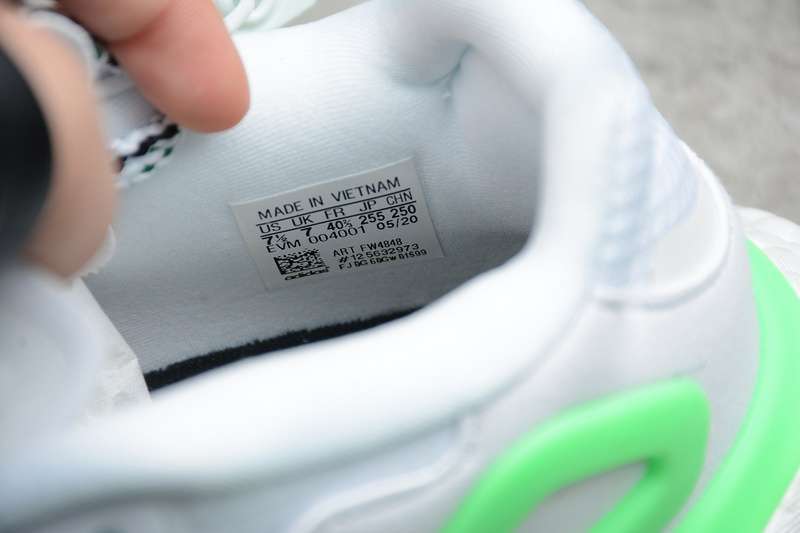 MADE IN VIETNAM
US UK FR JP CHN
7½ 7 40⅔ 255 250
EVM 004001 05/20
ART FW4848
#125632973
adidas